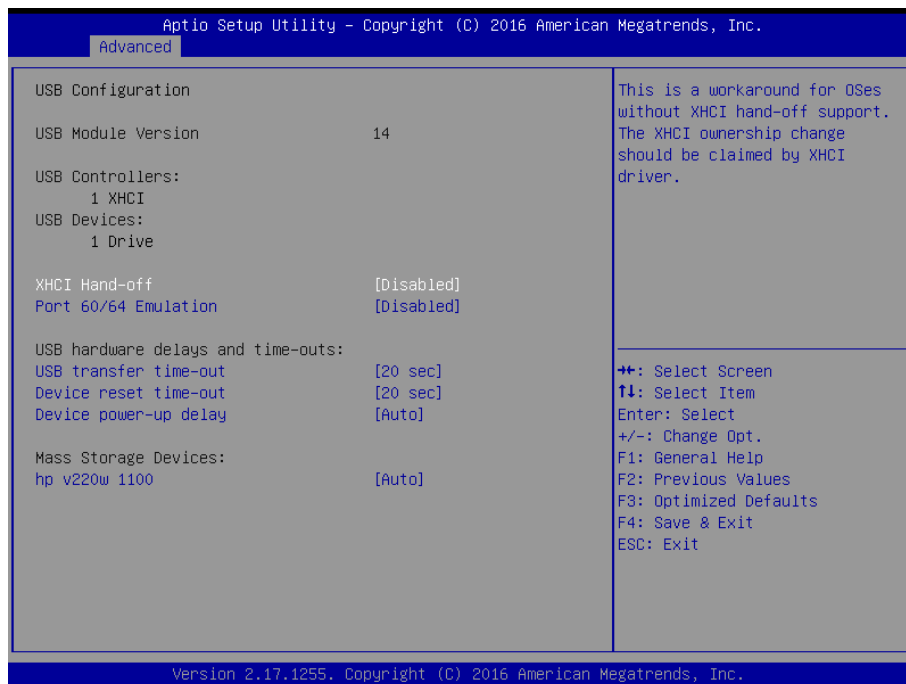 Aptio Setup Utility – Copyright (C) 2016 American Megatrends, Inc.
Advanced
USB Configuration
USB Module Version 14
USB Controllers:
1 XHCI
USB Devices:
1 Drive
XHCI Hand-off [Disabled]
Port 60/64 Emulation [Disabled]
USB hardware delays and time-outs:
USB transfer time-out [20 sec]
Device reset time-out [20 sec]
Device power-up delay [Auto]
Mass Storage Devices:
hp v220w 1100 [Auto]
This is a workaround for OSes
without XHCI hand-off support.
The XHCI ownership change
should be claimed by XHCI
driver.
→←: Select Screen
↑↓: Select Item
Enter: Select
+/-: Change Opt.
F1: General Help
F2: Previous Values
F3: Optimized Defaults
F4: Save & Exit
ESC: Exit
Version 2.17.1255. Copyright (C) 2016 American Megatrends, Inc.